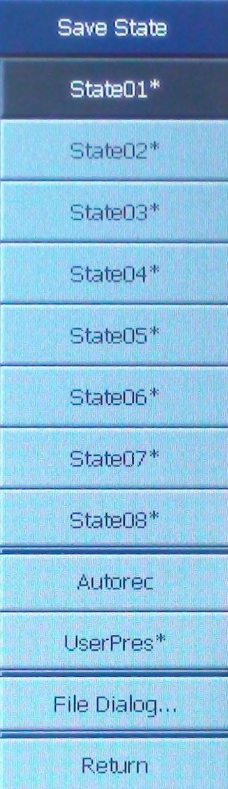 Save State
State01*
State02*
State03*
State04*
State05*
State06*
State07*
State08*
Autorec
UserPres*
File Dialog...
Return